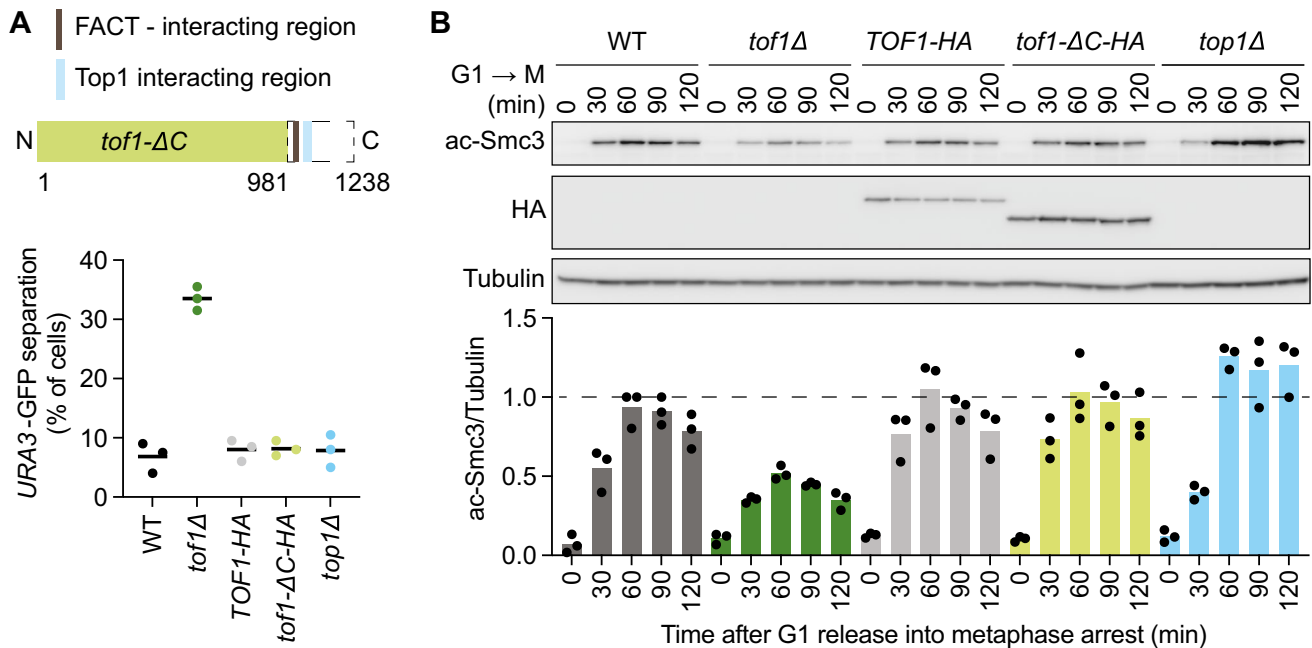 A
FACT - interacting region
Top1 interacting region
N tof1-ΔC C
1 981 1238
URA3-GFP separation
(% of cells)
40
30
20
10
0
WT tof1Δ TOF1-HA tof1-ΔC-HA top1Δ
B
WT tof1Δ TOF1-HA tof1-ΔC-HA top1Δ
G1 → M
(min)
0 30 60 90 120 0 30 60 90 120 0 30 60 90 120 0 30 60 90 120 0 30 60 90 120
ac-Smc3
HA
Tubulin
ac-Smc3/Tubulin
1.5
1.0
0.5
0.0
0 30 60 90 120 0 30 60 90 120 0 30 60 90 120 0 30 60 90 120 0 30 60 90 120
Time after G1 release into metaphase arrest (min)